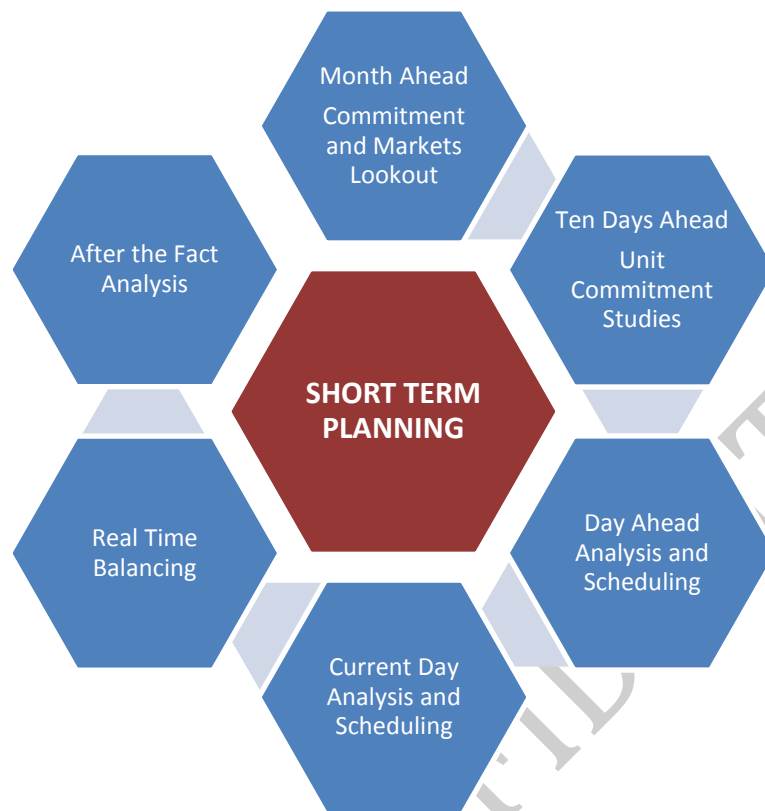 Month Ahead
Commitment
and Markets
Lookout
Ten Days Ahead
Unit
Commitment
Studies
After the Fact
Analysis
SHORT TERM
PLANNING
Day Ahead
Analysis and
Scheduling
Real Time
Balancing
Current Day
Analysis and
Scheduling